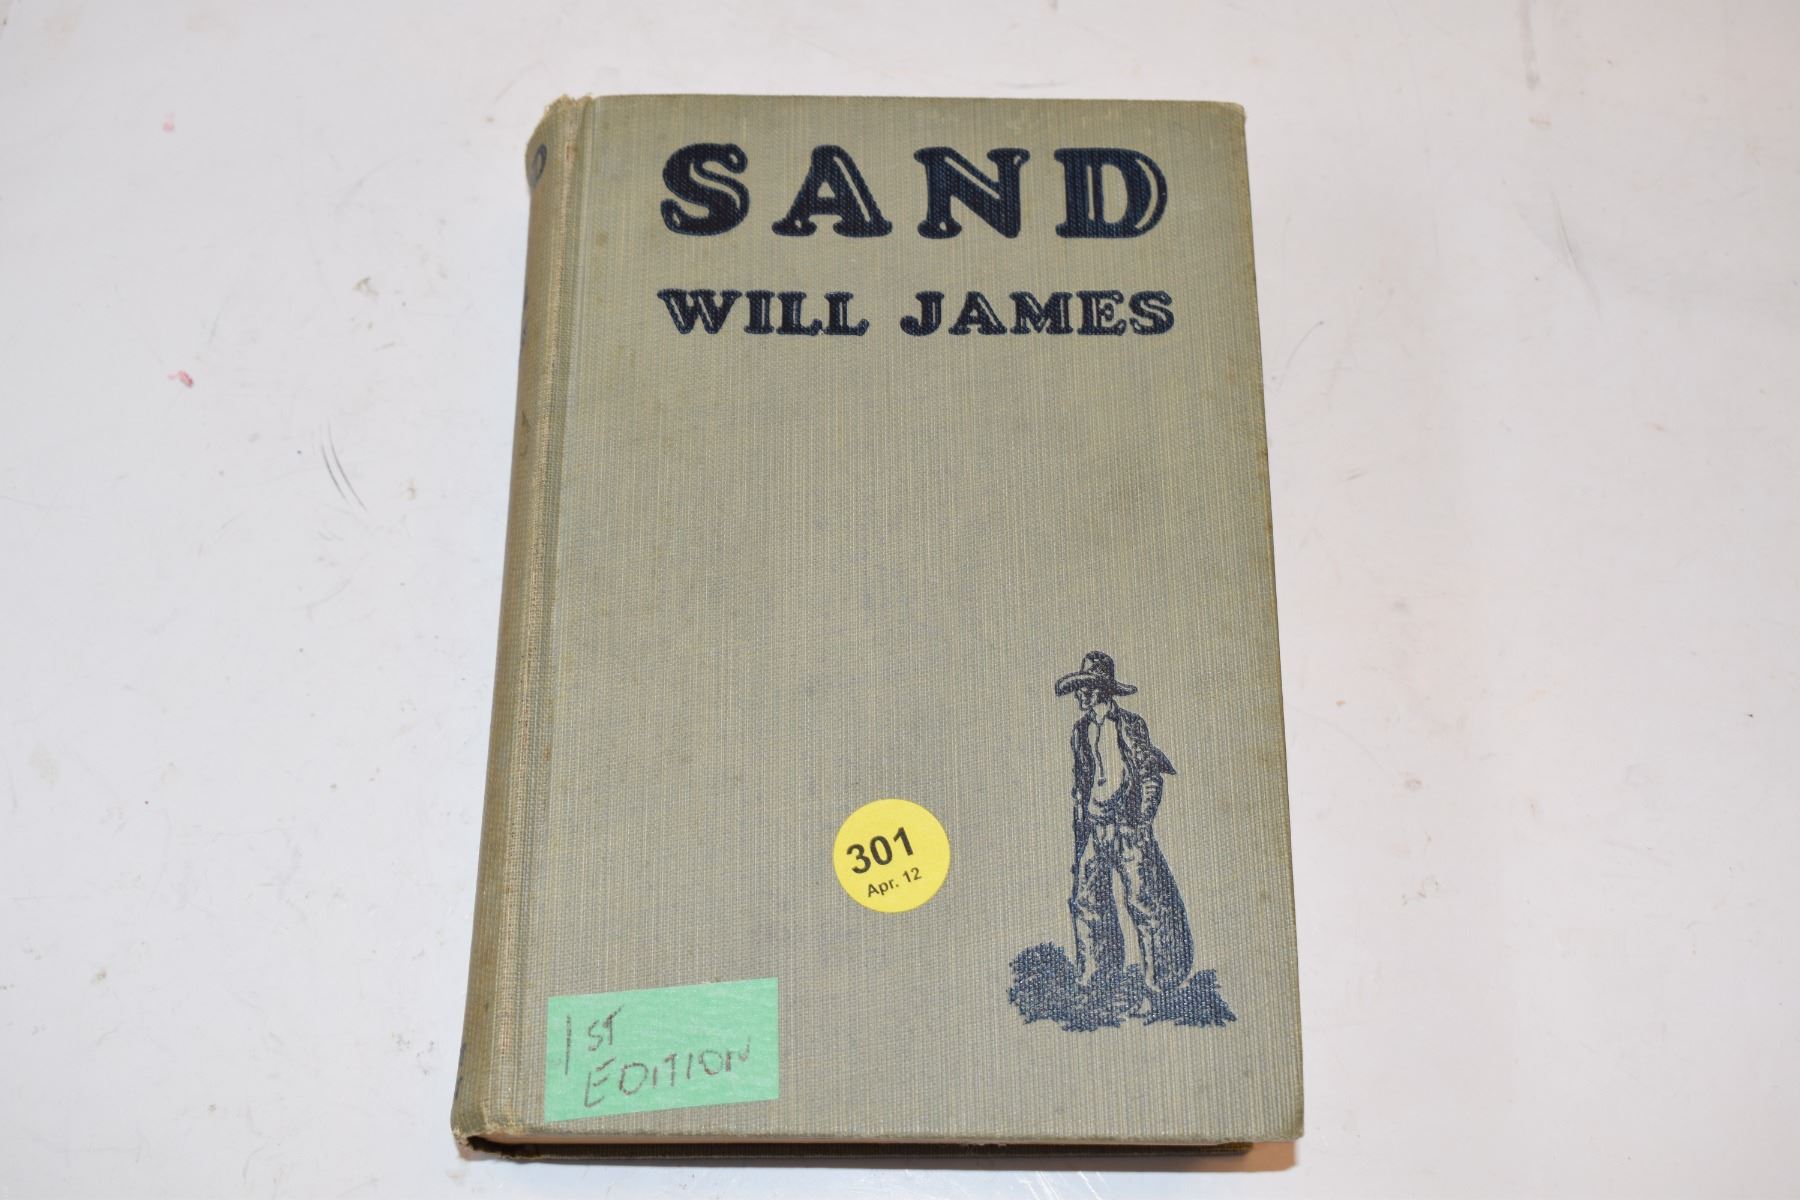 SAND
WILL JAMES
301
Apr. 12
1ST
EDITION